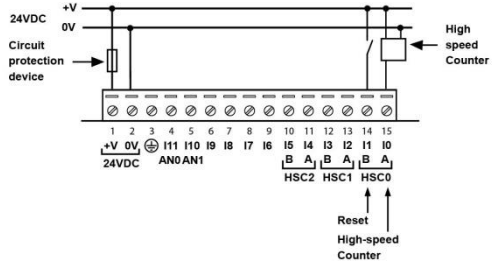 +V
24VDC
0V
Circuit
protection
device
High
speed
Counter
1 2 3 4 5 6 7 8 9 10 11 12 13 14 15
+V 0V I11 I10 I9 I8 I7 I6 I5 I4 I3 I2 I1 I0
24VDC AN0 AN1 B A B A B A
HSC2 HSC1 HSC0
Reset
High-speed
Counter